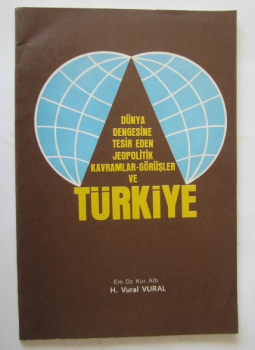 DÜNYA
DENGESİNE
TESİR EDEN
JEOPOLİTİK
KAVRAMLAR-GÖRÜŞLER
VE
TÜRKİYE
Em. Dz. Kur. Alb.
H. Vural VURAL